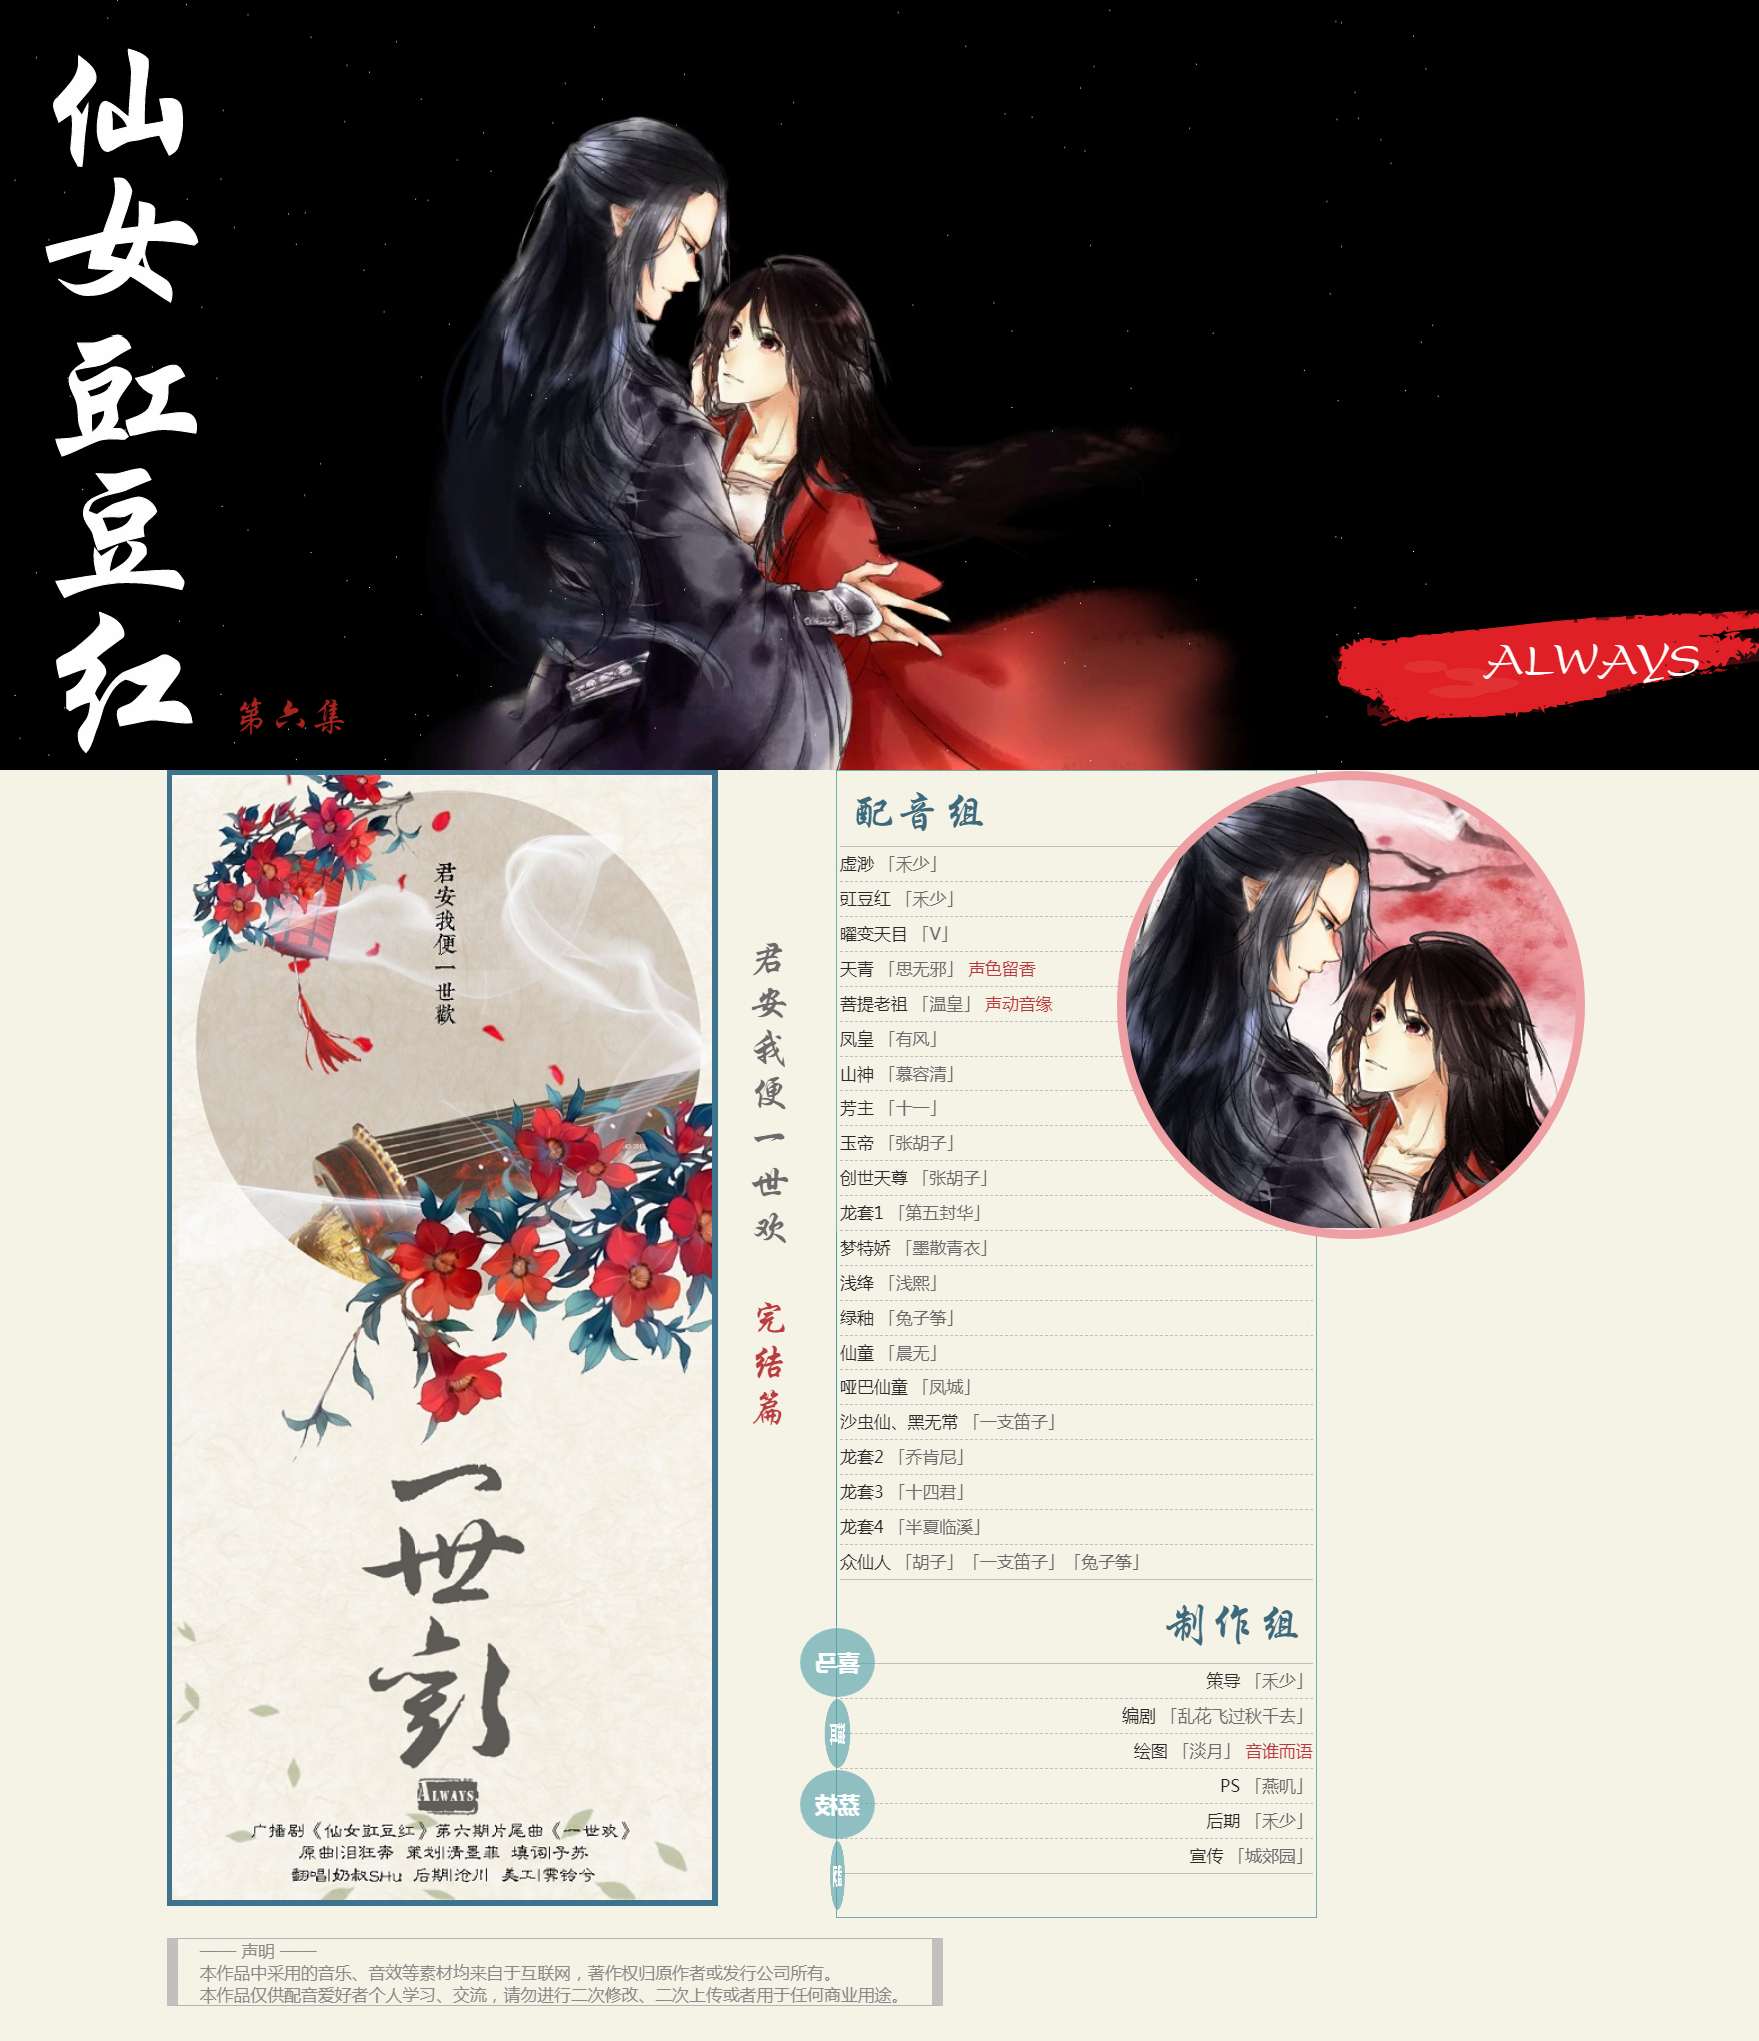 仙女豇豆红
第六集
ALWAYS
君安我便一世歡
一世歡
ALWAYS
广播剧《仙女豇豆红》第六期片尾曲《一世欢》
原曲|泪狂奔 策划|清墨菲 填词|予苏
翻唱|奶叔SHu 后期|沧川 美工|霁铃兮
君安我便一世欢
完结篇
配音组
虚渺 「禾少」
豇豆红 「禾少」
曜变天目 「V」
天青 「思无邪」 声色留香
菩提老祖 「温皇」 声动音缘
凤皇 「有风」
山神 「慕容清」
芳主 「十一」
玉帝 「张胡子」
创世天尊 「张胡子」
龙套1 「第五封华」
梦特娇 「墨散青衣」
浅绛 「浅熙」
绿釉 「兔子筝」
仙童 「晨无」
哑巴仙童 「凤城」
沙虫仙、黑无常 「一支笛子」
龙套2 「乔肯尼」
龙套3 「十四君」
龙套4 「半夏临溪」
众仙人 「胡子」「一支笛子」「兔子筝」
制作组
喜马
荔枝
策导 「禾少」
编剧 「乱花飞过秋千去」
绘图 「淡月」 音谁而语
PS 「燕叽」
后期 「禾少」
宣传 「城郊园」
—— 声明 ——
本作品中采用的音乐、音效等素材均来自于互联网，著作权归原作者或发行公司所有。
本作品仅供配音爱好者个人学习、交流，请勿进行二次修改、二次上传或者用于任何商业用途。